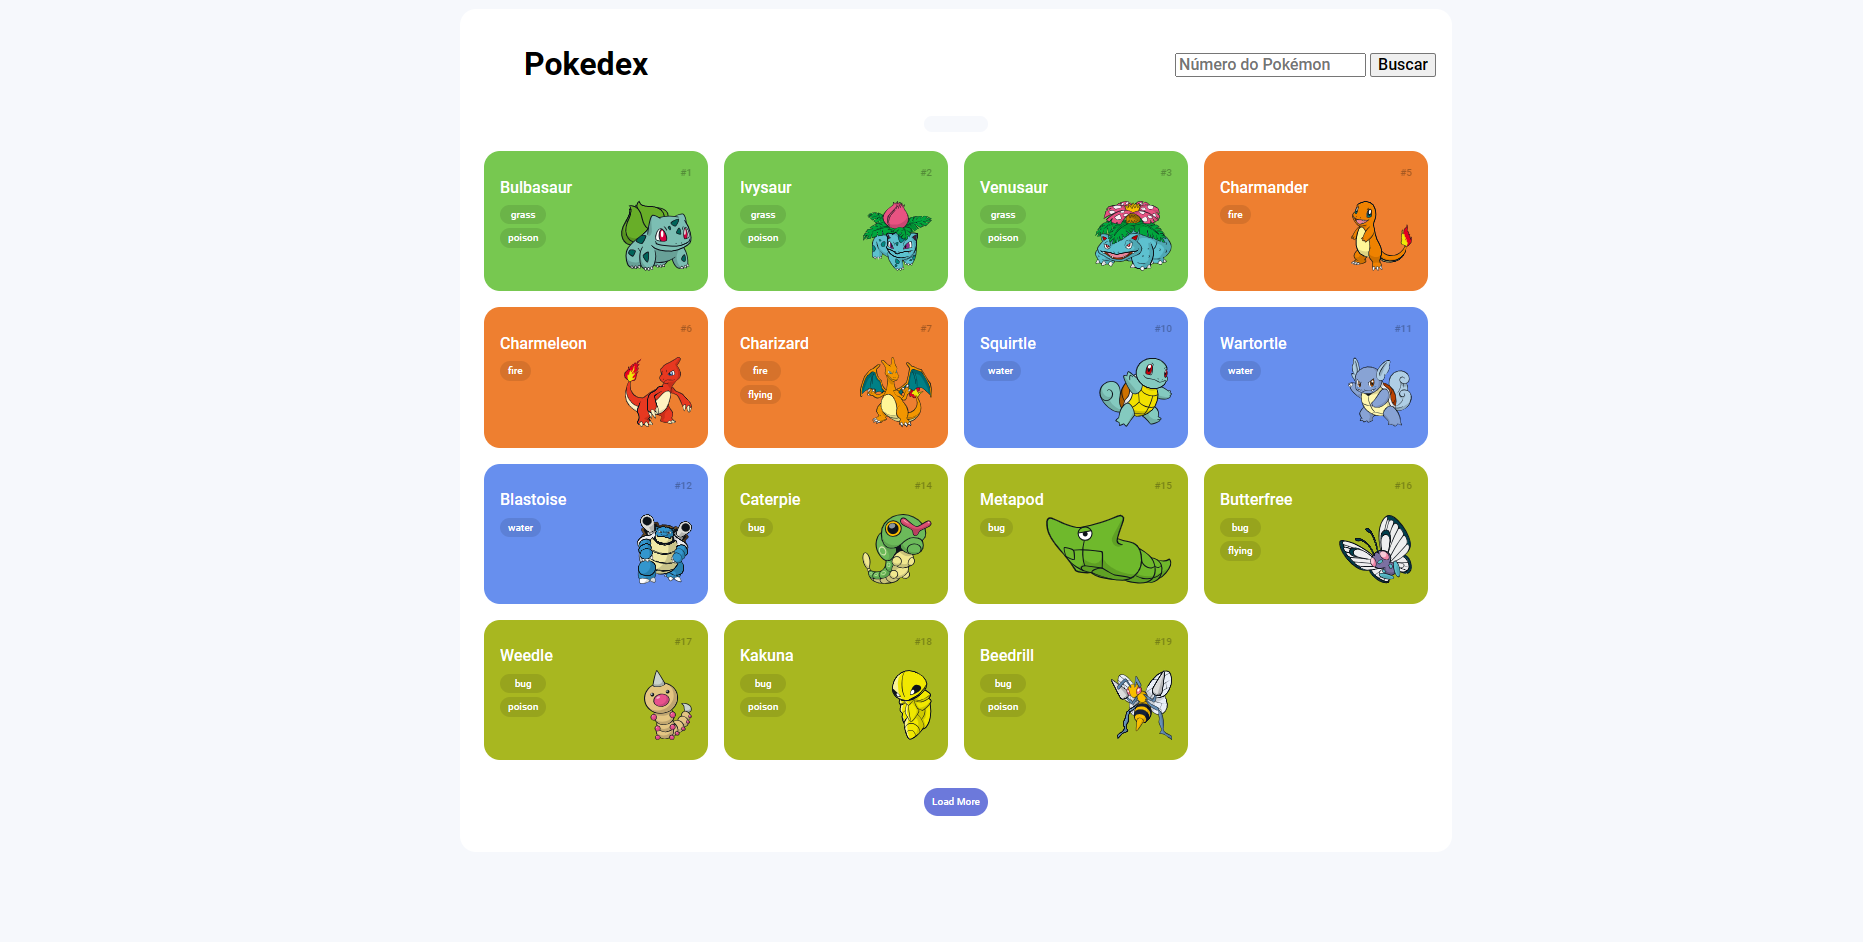 Pokedex
Número do Pokémon Buscar
#1
Bulbasaur
grass
poison
#2
Ivysaur
grass
poison
#3
Venusaur
grass
poison
#5
Charmander
fire
#6
Charmeleon
fire
#7
Charizard
fire
flying
#10
Squirtle
water
#11
Wartortle
water
#12
Blastoise
water
#14
Caterpie
bug
#15
Metapod
bug
#16
Butterfree
bug
flying
#17
Weedle
bug
poison
#18
Kakuna
bug
poison
#19
Beedrill
bug
poison
Load More